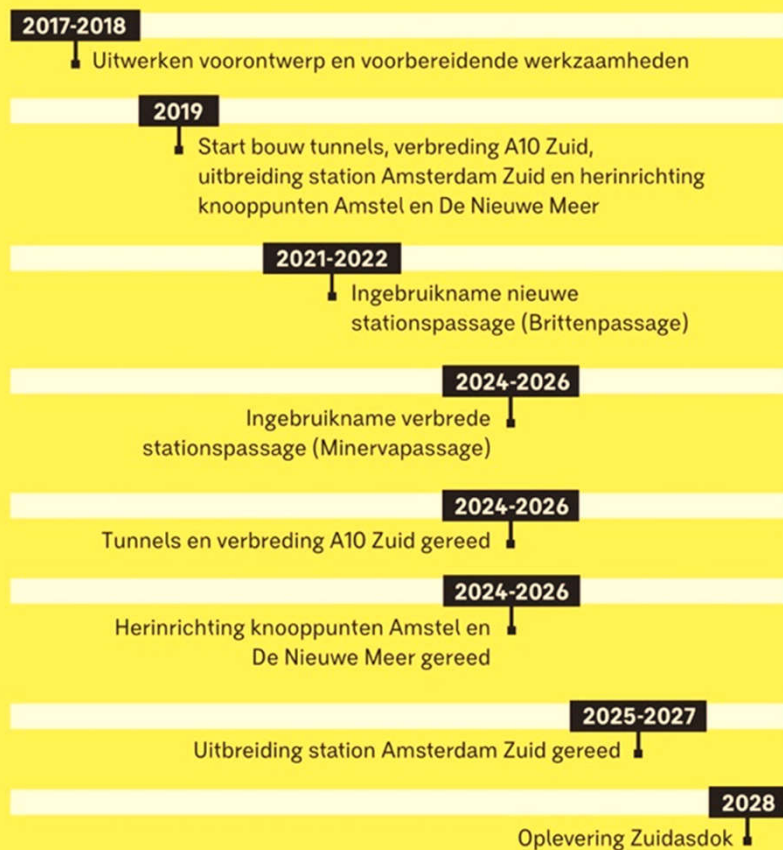 2017-2018
Uitwerken voorontwerp en voorbereidende werkzaamheden
2019
Start bouw tunnels, verbreding A10 Zuid,
uitbreiding station Amsterdam Zuid en herinrichting
knooppunten Amstel en De Nieuwe Meer
2021-2022
Ingebruikname nieuwe
stationspassage (Brittenpassage)
2024-2026
Ingebruikname verbrede
stationspassage (Minervapassage)
2024-2026
Tunnels en verbreding A10 Zuid gereed
2024-2026
Herinrichting knooppunten Amstel en
De Nieuwe Meer gereed
2025-2027
Uitbreiding station Amsterdam Zuid gereed
2028
Oplevering Zuidasdok